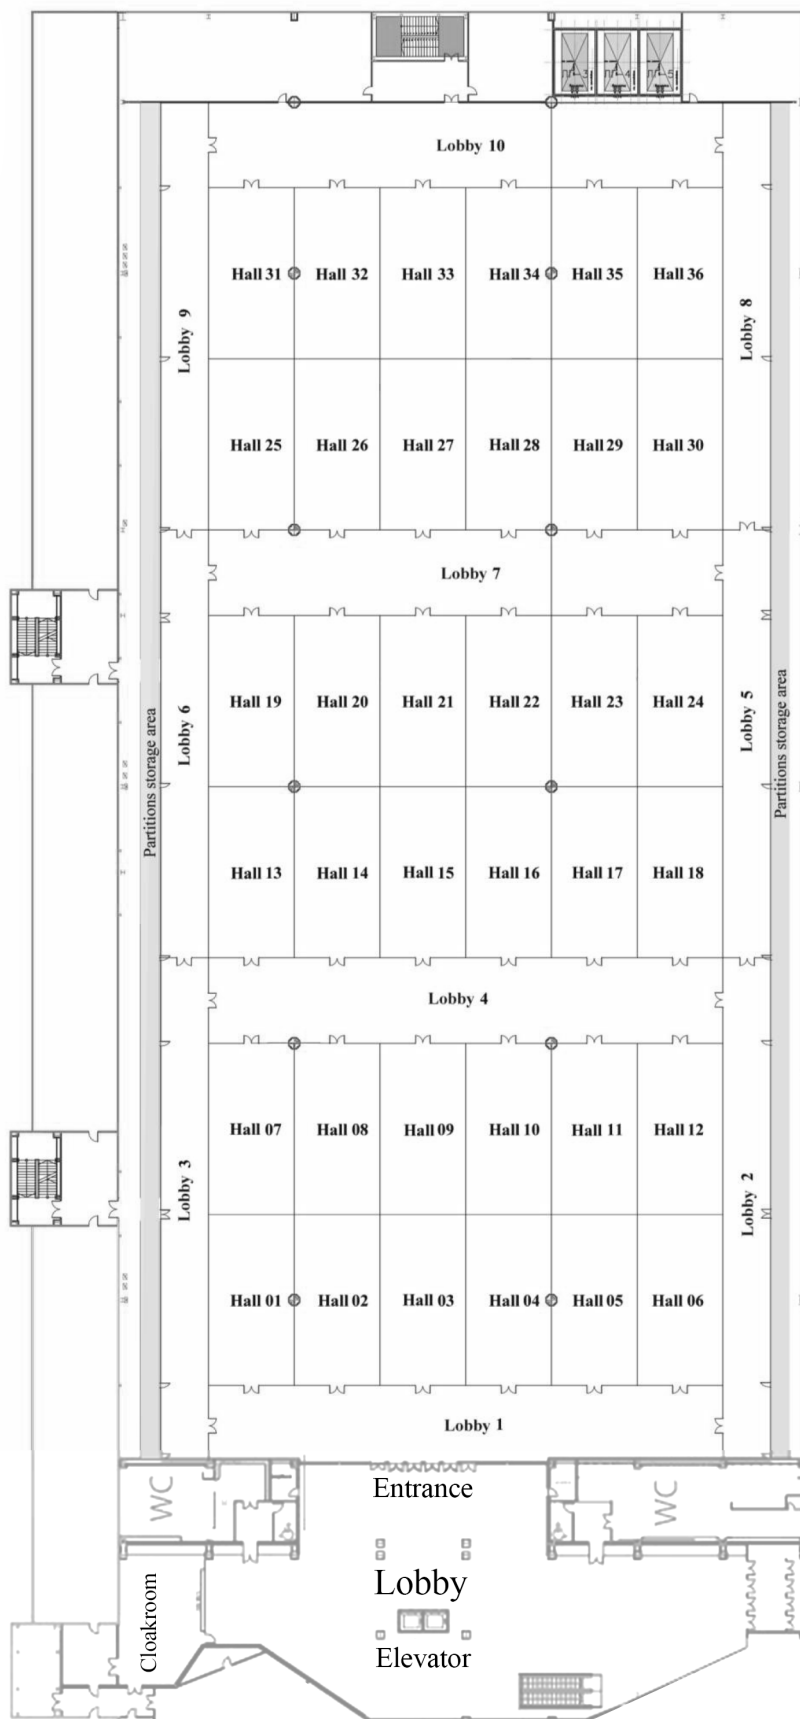 3 4 5
Lobby 10
Hall 31 Hall 32 Hall 33 Hall 34 Hall 35 Hall 36
Lobby 9
Lobby 8
Hall 25 Hall 26 Hall 27 Hall 28 Hall 29 Hall 30
Lobby 7
Hall 19 Hall 20 Hall 21 Hall 22 Hall 23 Hall 24
Partitions storage area
Lobby 6
Lobby 5
Partitions storage area
Hall 13 Hall 14 Hall 15 Hall 16 Hall 17 Hall 18
Lobby 4
Hall 07 Hall 08 Hall 09 Hall 10 Hall 11 Hall 12
Lobby 3
Lobby 2
Hall 01 Hall 02 Hall 03 Hall 04 Hall 05 Hall 06
Lobby 1
WC
Entrance
WC
Lobby
Cloakroom
Elevator